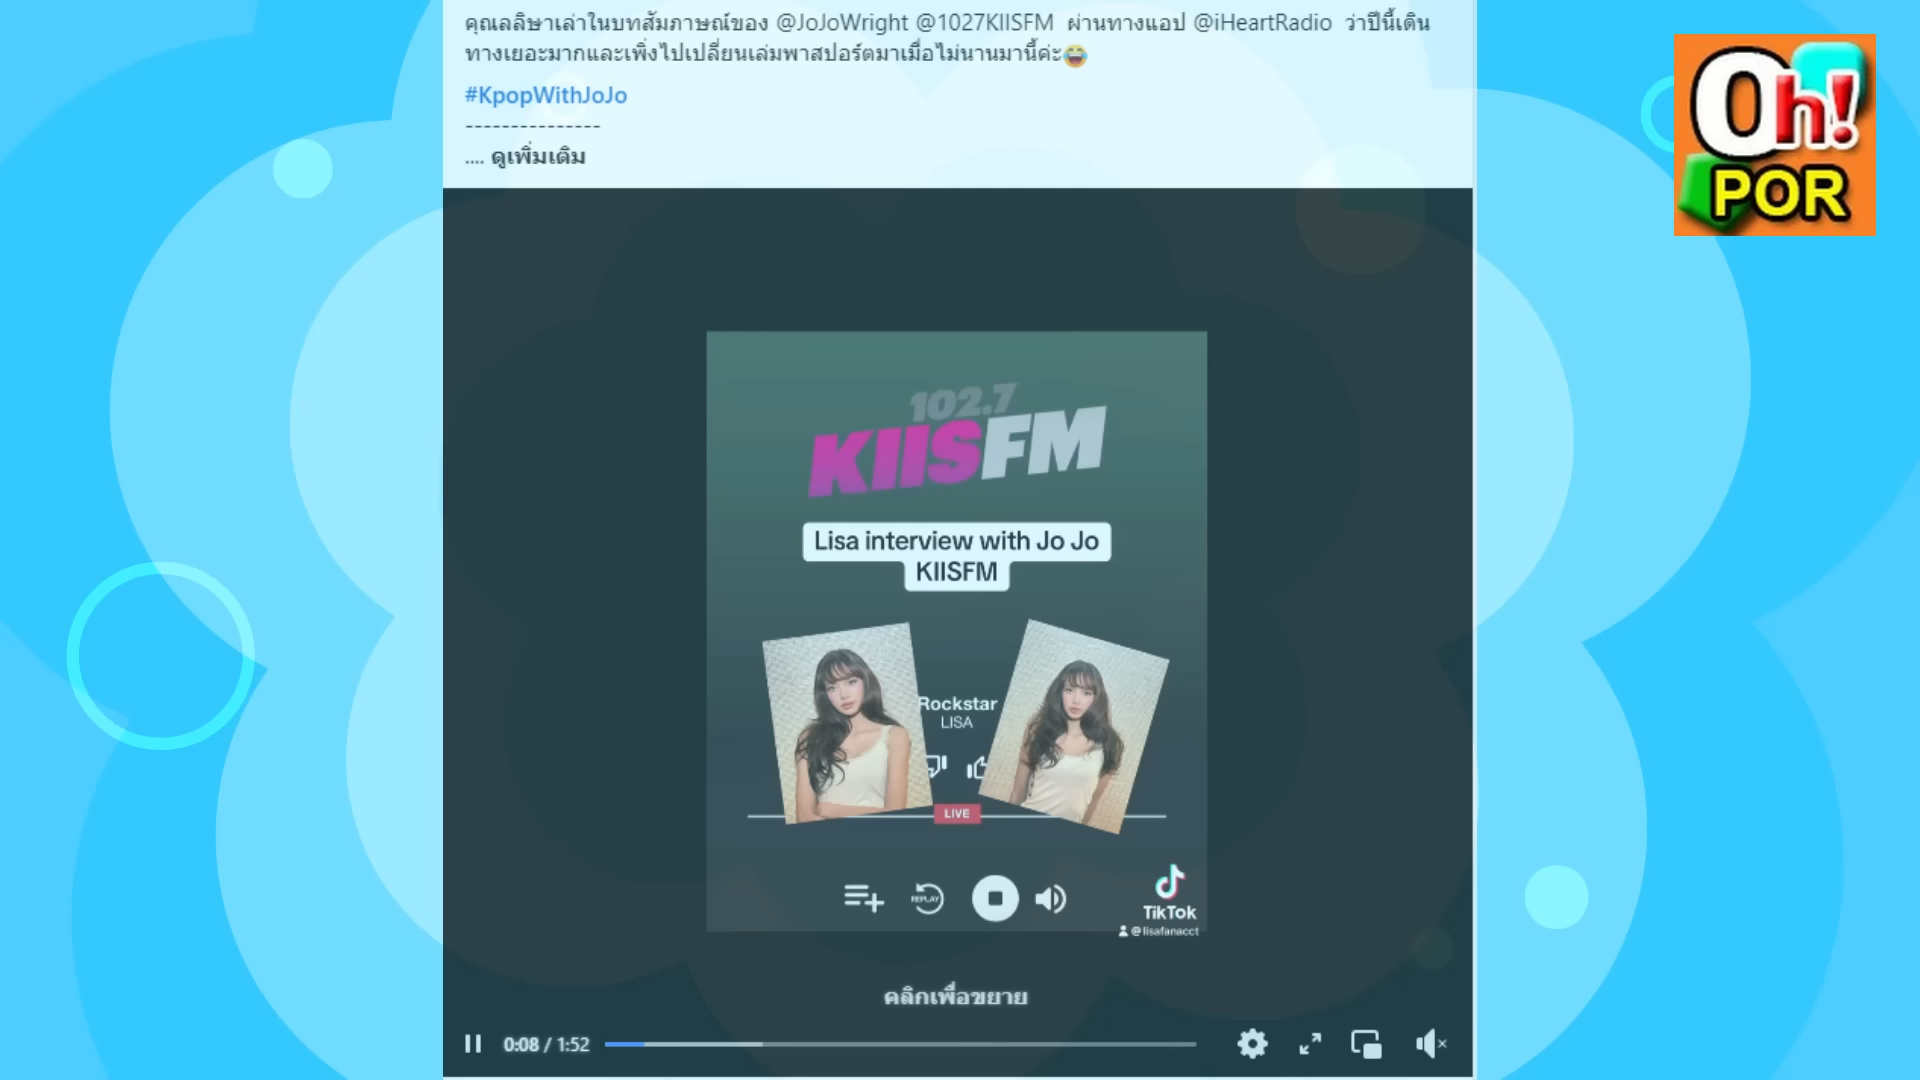 คุณลลิษาเล่าในบทสัมภาษณ์ของ @JoJoWright @1027KIISFM ผ่านทางแอป @iHeartRadio ว่าปีนี้เดิน
ทางเยอะมากและเพิ่งไปเปลี่ยนเล่มพาสปอร์ตมาเมื่อไม่นานมานี้ค่ะ😂
#KpopWithJoJo
---------------
.... ดูเพิ่มเติม
Oh!
POR
102.7
KIISFM
Lisa interview with Jo Jo
KIISFM
Rockstar
LISA
LIVE
REPLAY
TikTok
@lisafanacct
คลิกเพื่อขยาย
0:08 / 1:52